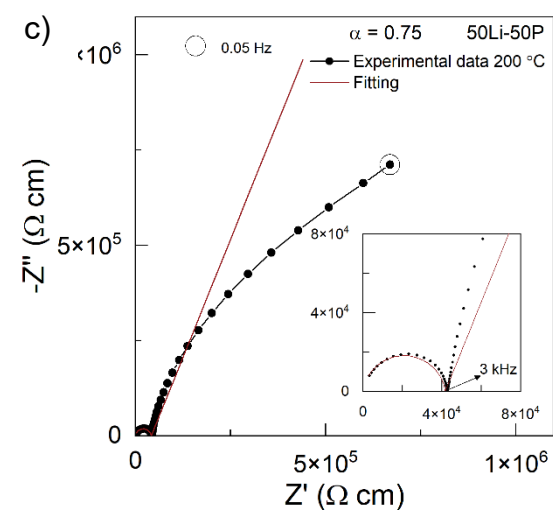 c)
α = 0.75 50Li-50P
0.05 Hz
Experimental data 200 °C
Fitting
×10⁶
5×10⁵
0
-Z'' (Ω cm)
8×10⁴
4×10⁴
0
3 kHz
0 4×10⁴ 8×10⁴
0 5×10⁵ 1×10⁶
Z' (Ω cm)